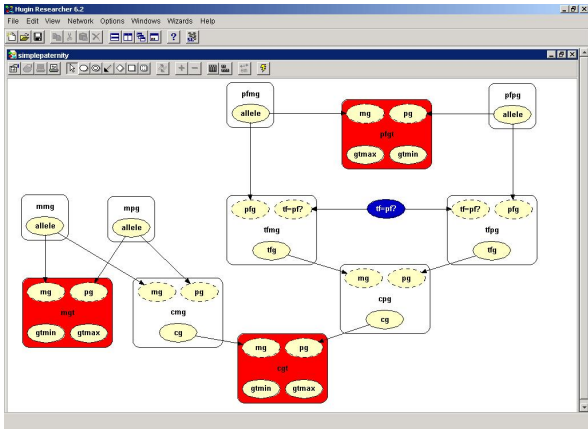 Hugin Researcher 6.2
File Edit View Network Options Windows Wizards Help
simplepaternity
pfmg
allele
mg pg
pfgt
gtmax gtmin
pfpg
allele
mmg
allele
mpg
allele
pfg tf=pf?
tfmg
tfg
tf=pf?
tf=pf? pfg
tfpg
tfg
mg pg
mgt
gtmin gtmax
mg pg
cmg
cg
mg pg
cpg
cg
mg pg
cgt
gtmin gtmax